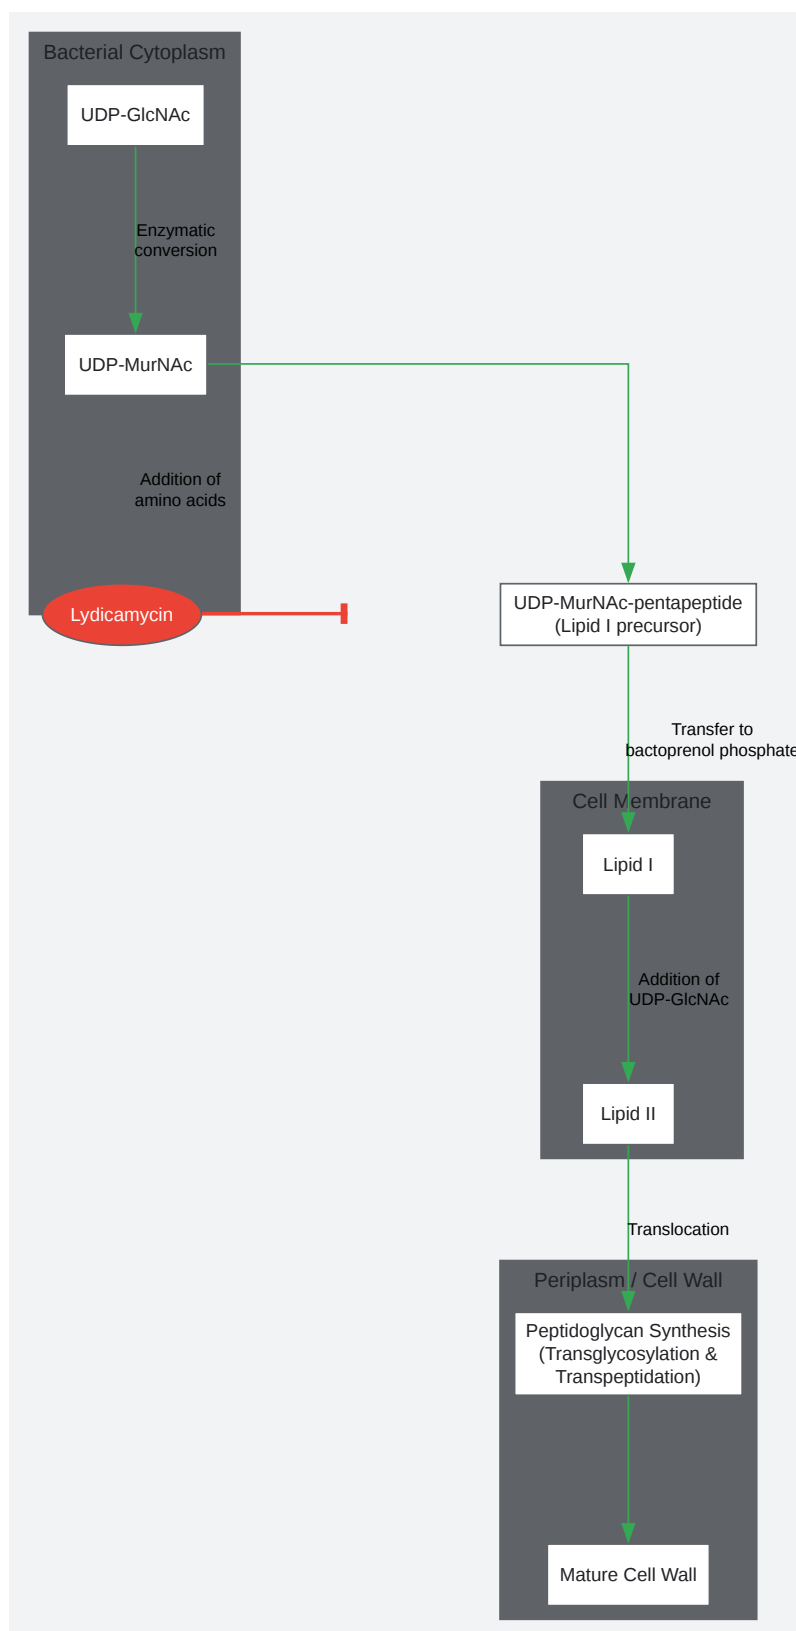 Bacterial Cytoplasm
UDP-GlcNAc
Enzymatic
conversion
UDP-MurNAc
Addition of
amino acids
Lydicamycin
UDP-MurNAc-pentapeptide
(Lipid I precursor)
Transfer to
bactoprenol phosphate
Cell Membrane
Lipid I
Addition of
UDP-GlcNAc
Lipid II
Translocation
Periplasm / Cell Wall
Peptidoglycan Synthesis
(Transglycosylation &
Transpeptidation)
Mature Cell Wall